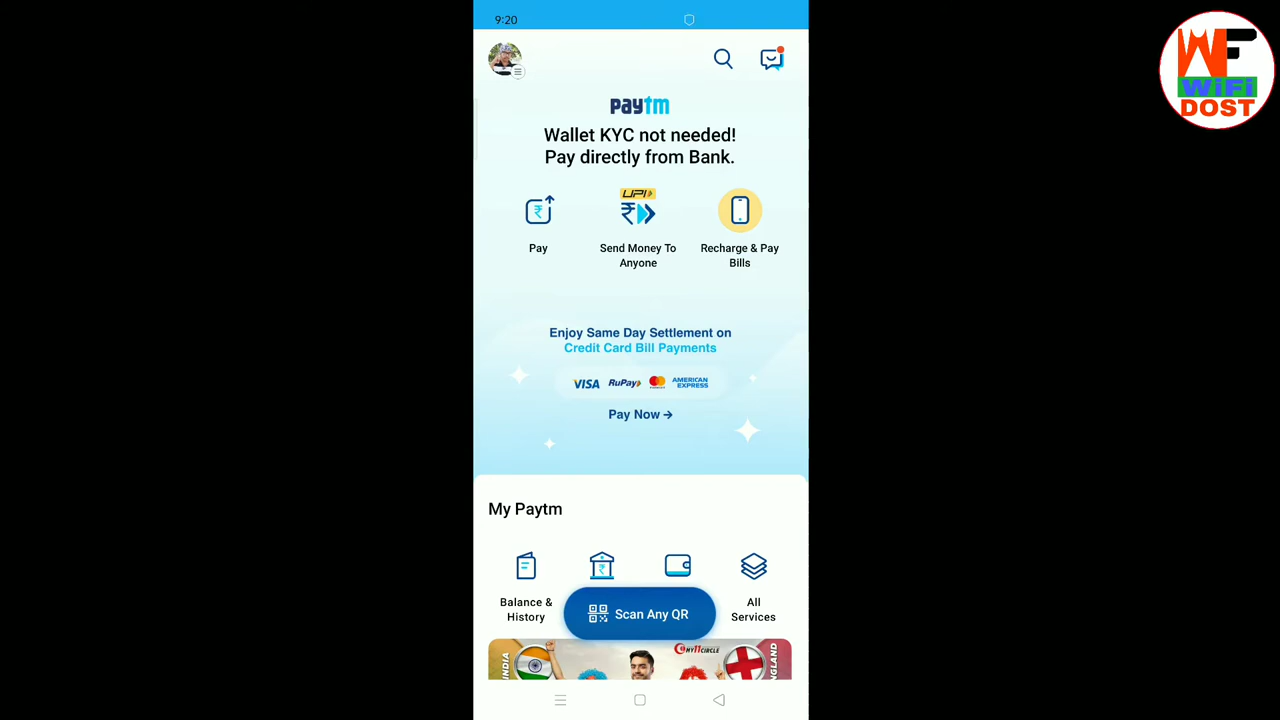 9:20
WF
WiFi
DOST
paytm
Wallet KYC not needed!
Pay directly from Bank.
UPI
Pay
Send Money To
Anyone
Recharge & Pay
Bills
Enjoy Same Day Settlement on
Credit Card Bill Payments
VISA RuPay AMERICAN
EXPRESS
Pay Now →
My Paytm
Balance &
History
All
Services
Scan Any QR
INDIA
MY11CIRCLE
ENGLAND